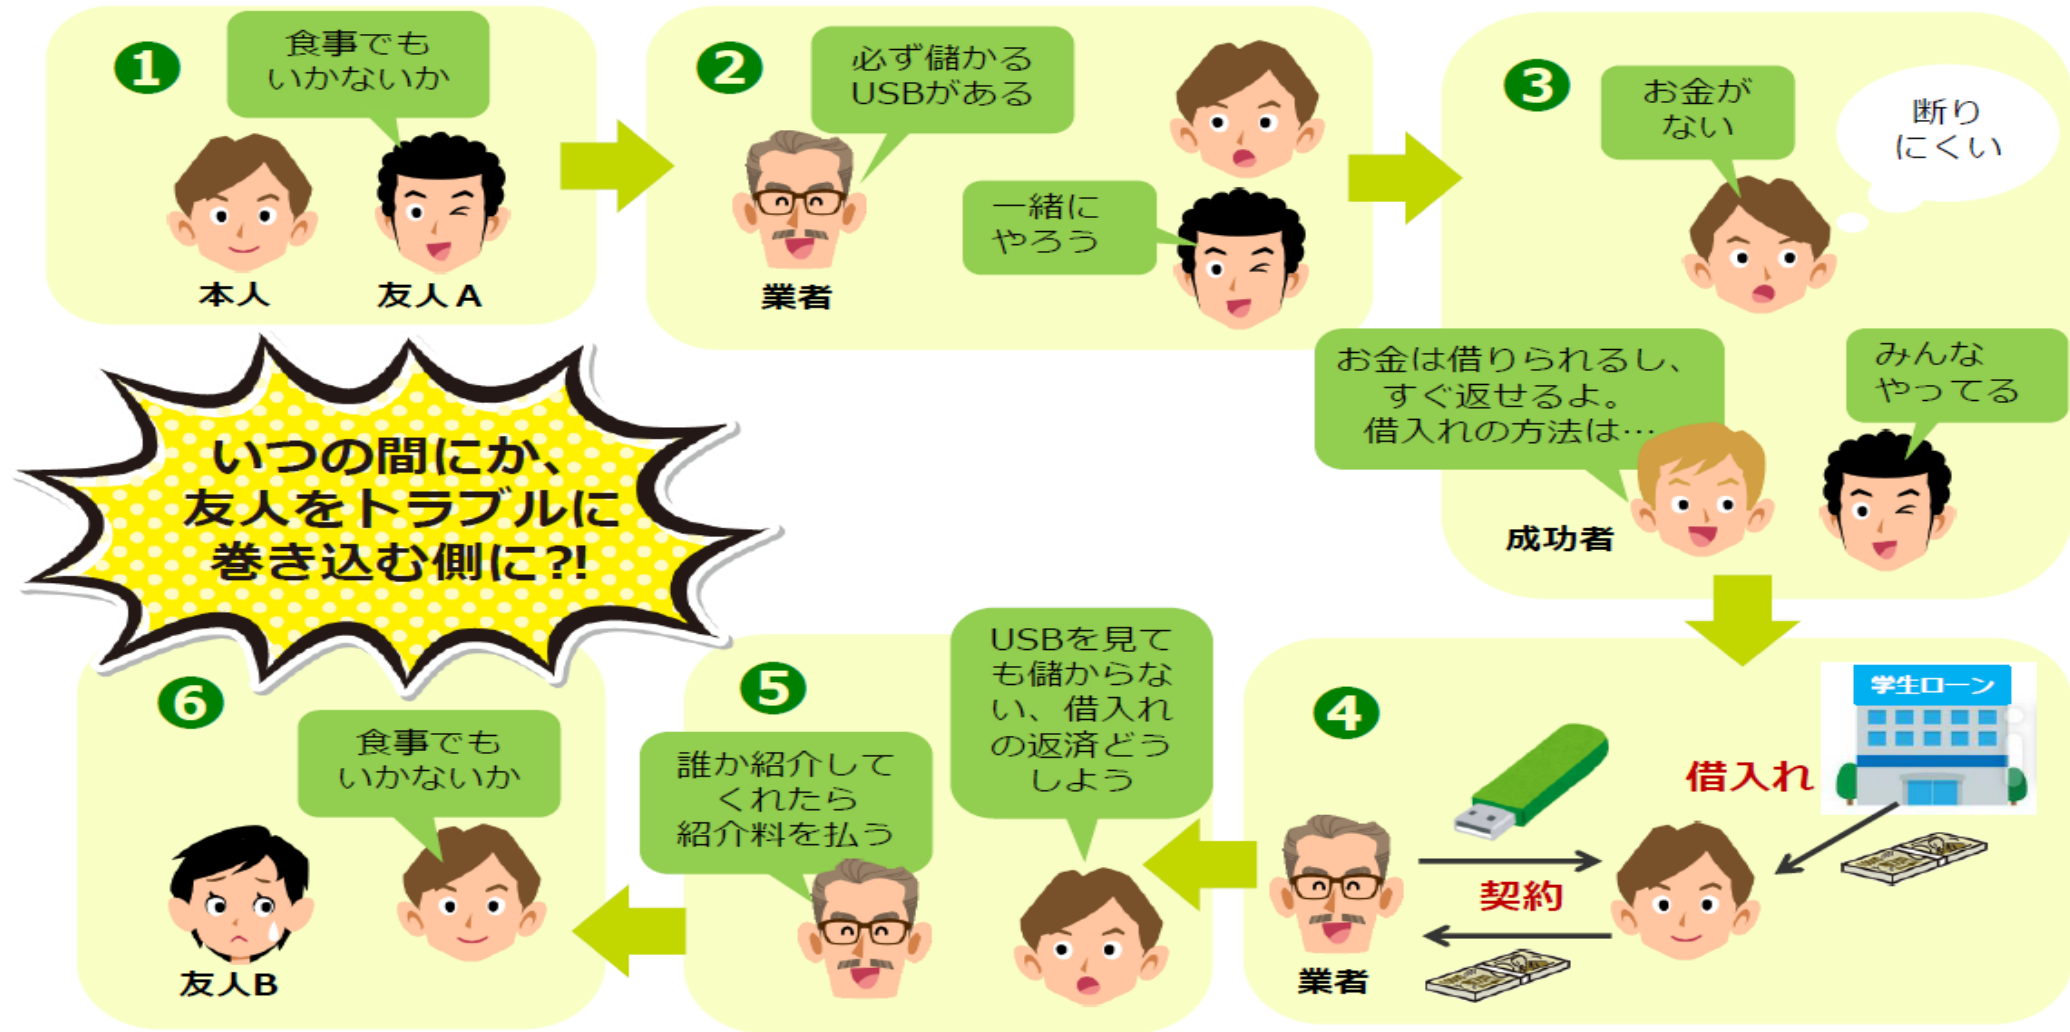 1
食事でも
いかないか
本人
友人A
2
必ず儲かる
USBがある
一緒に
やろう
業者
3
お金が
ない
断り
にくい
お金は借りられるし、
すぐ返せるよ。
借入れの方法は…
みんな
やってる
成功者
4
学生ローン
借入れ
契約
業者
5
USBを見て
も儲からな
い、借入れ
の返済どう
しよう
誰か紹介して
くれたら
紹介料を払う
6
食事でも
いかないか
友人B
いつの間にか、
友人をトラブルに
巻き込む側に?!